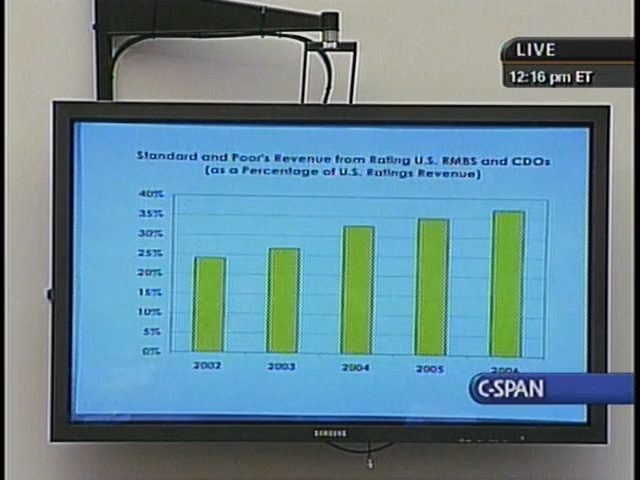 LIVE
12:16 pm ET
Standard and Poor's Revenue from Rating U.S. RMBS and CDOs
(as a Percentage of U.S. Ratings Revenue)
40%
35%
30%
25%
20%
15%
10%
5%
0%
2002 2003 2004 2005 2006
C-SPAN
SAMSUNG